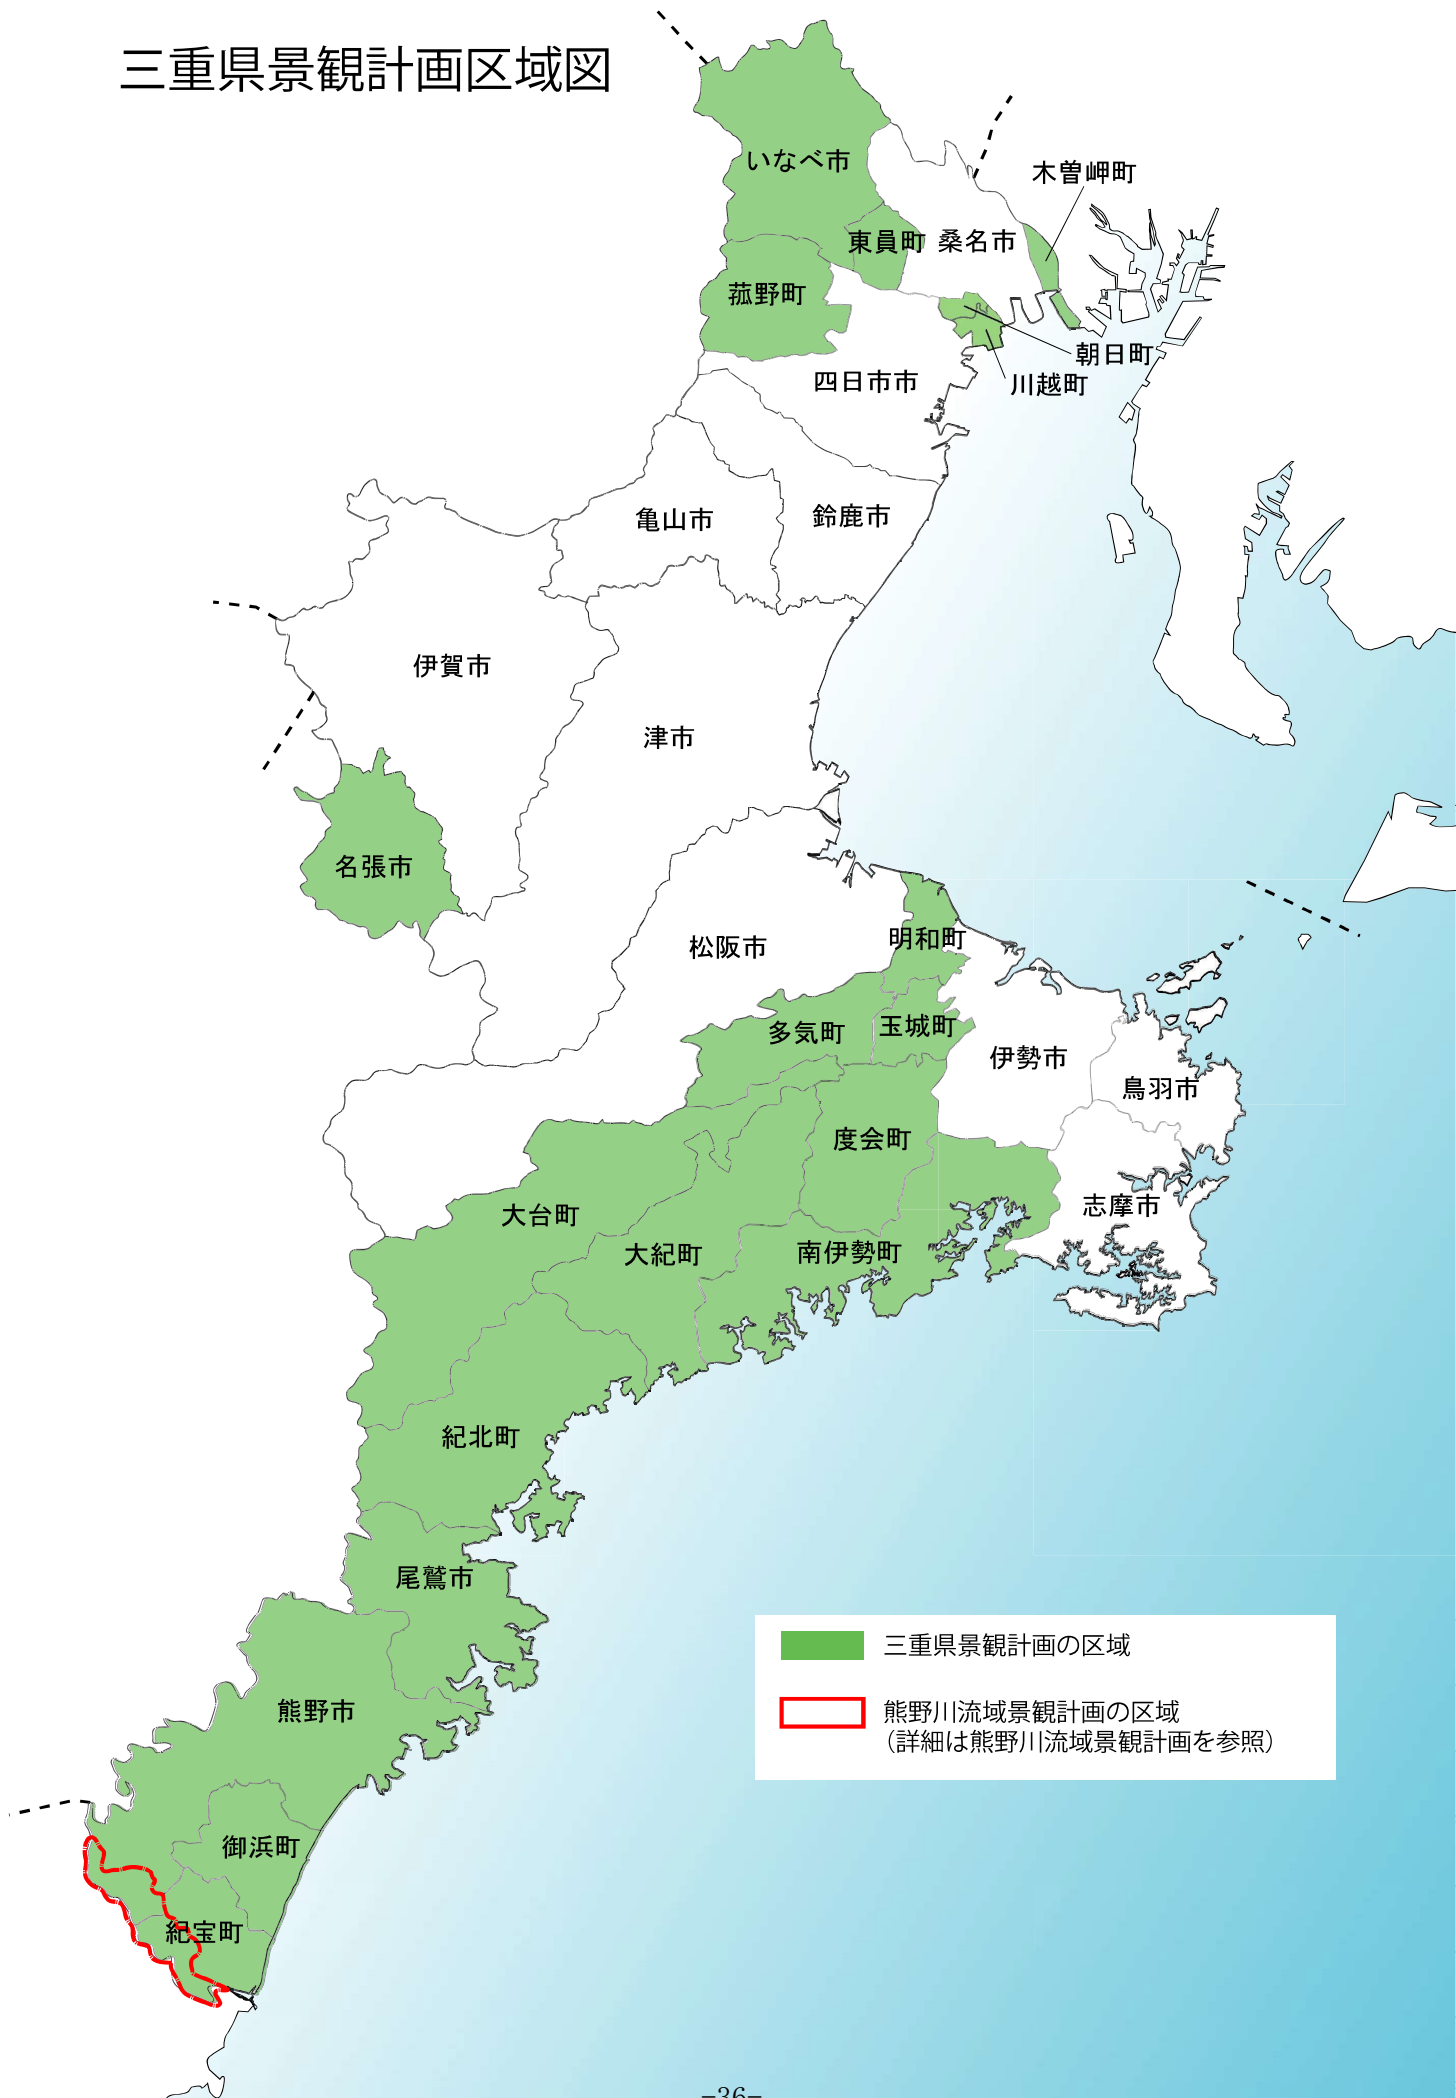 三重県景観計画区域図
いなべ市
木曽岬町
東員町
桑名市
菰野町
朝日町
川越町
四日市市
亀山市
鈴鹿市
伊賀市
津市
名張市
松阪市
明和町
多気町
玉城町
伊勢市
鳥羽市
度会町
志摩市
大台町
大紀町
南伊勢町
紀北町
尾鷲市
熊野市
御浜町
紀宝町
三重県景観計画の区域
熊野川流域景観計画の区域
（詳細は熊野川流域景観計画を参照）
−36−